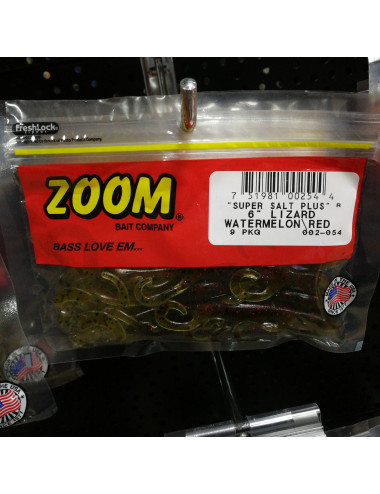 FreshLock
ZOOM®
BAIT COMPANY
BASS LOVE EM...
7 51981 00254 4
"SUPER SALT PLUS" R
6" LIZARD
WATERMELON\RED
9 PKG 002-054